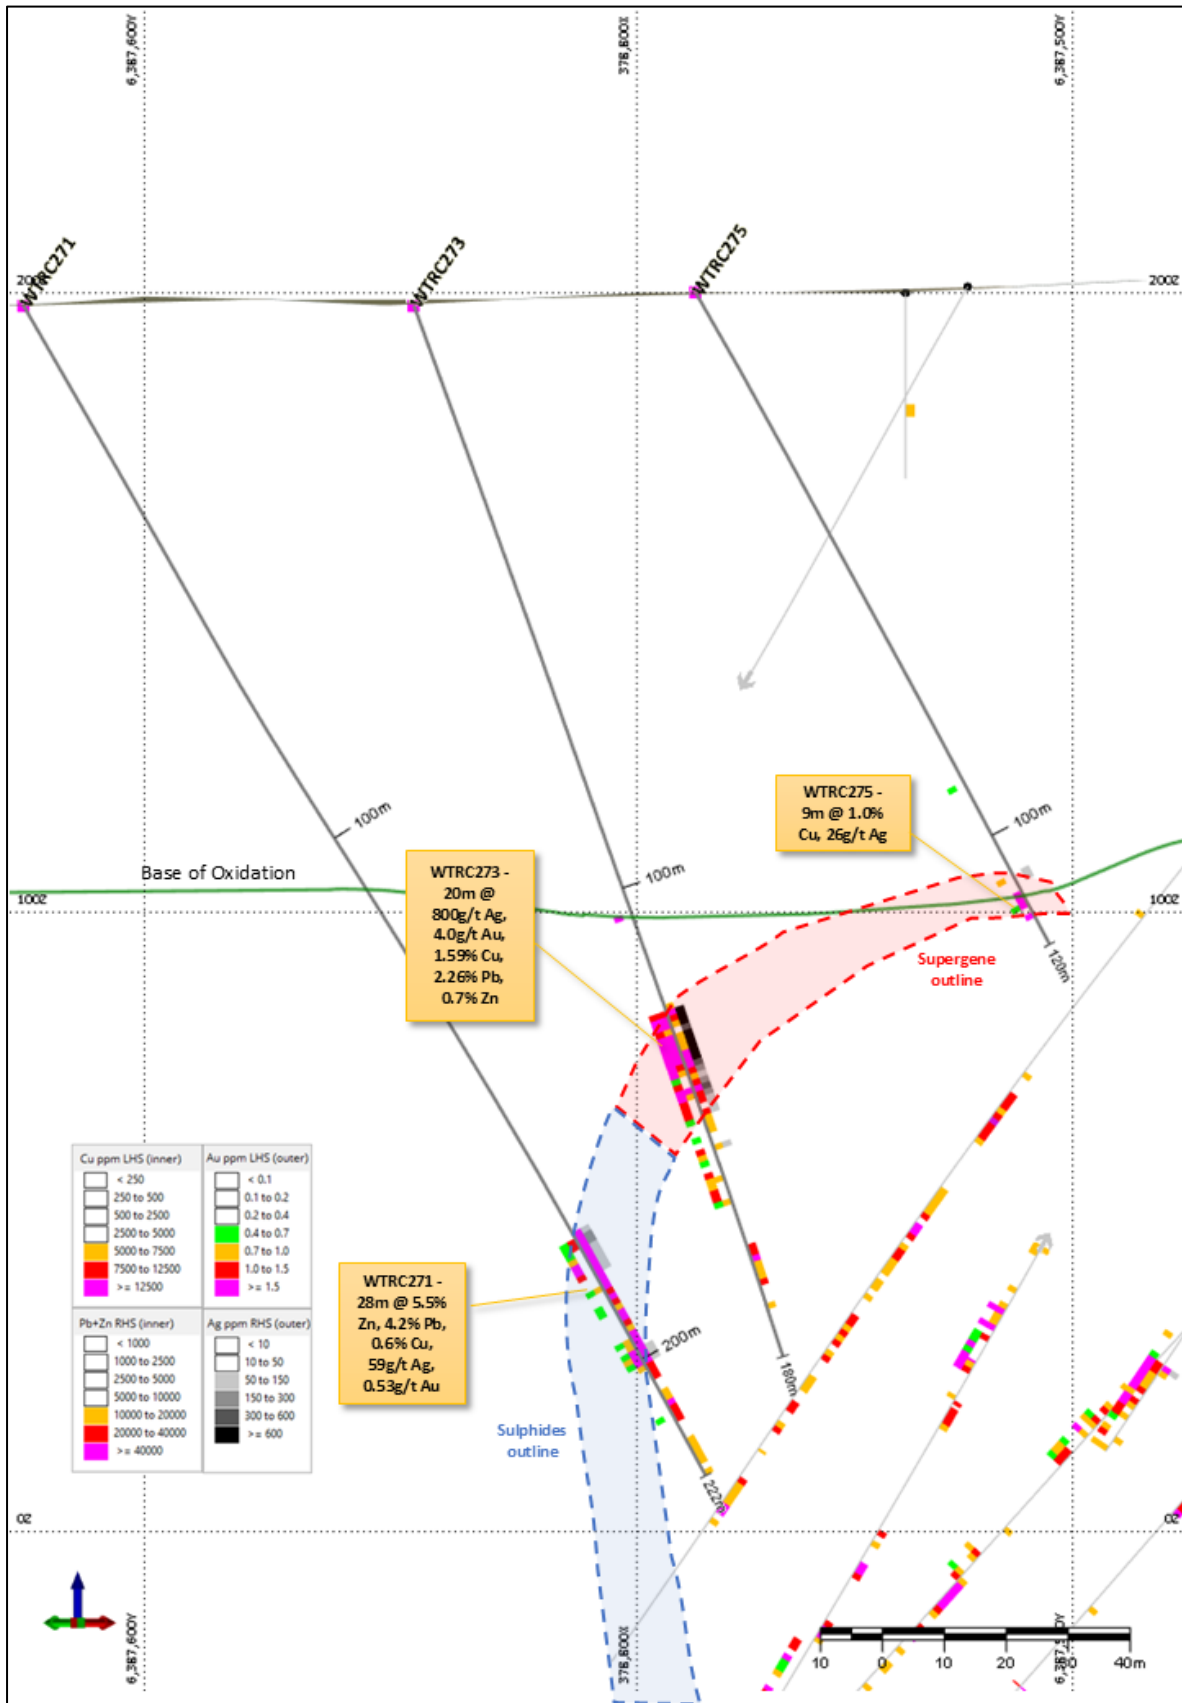 6,387,600Y
378,800X
6,387,500Y
WTRC271
WTRC273
WTRC275
200Z
200Z
100m
100m
100m
WTRC275 -
9m @ 1.0%
Cu, 26g/t Ag
Base of Oxidation
WTRC273 -
20m @
800g/t Ag,
4.0g/t Au,
1.59% Cu,
2.26% Pb,
0.7% Zn
100Z
100Z
120m
Supergene
outline
Cu ppm LHS (inner)
< 250
250 to 500
500 to 2500
2500 to 5000
5000 to 7500
7500 to 12500
>= 12500
Au ppm LHS (outer)
< 0.1
0.1 to 0.2
0.2 to 0.4
0.4 to 0.7
0.7 to 1.0
1.0 to 1.5
>= 1.5
Pb+Zn RHS (inner)
< 1000
1000 to 2500
2500 to 5000
5000 to 10000
10000 to 20000
20000 to 40000
>= 40000
Ag ppm RHS (outer)
< 10
10 to 50
50 to 150
150 to 300
300 to 600
>= 600
WTRC271 -
28m @ 5.5%
Zn, 4.2% Pb,
0.6% Cu,
59g/t Ag,
0.53g/t Au
200m
180m
Sulphides
outline
222m
0Z
0Z
6,387,600Y
378,800X
6,387,500Y
10 0 10 20 30 40m